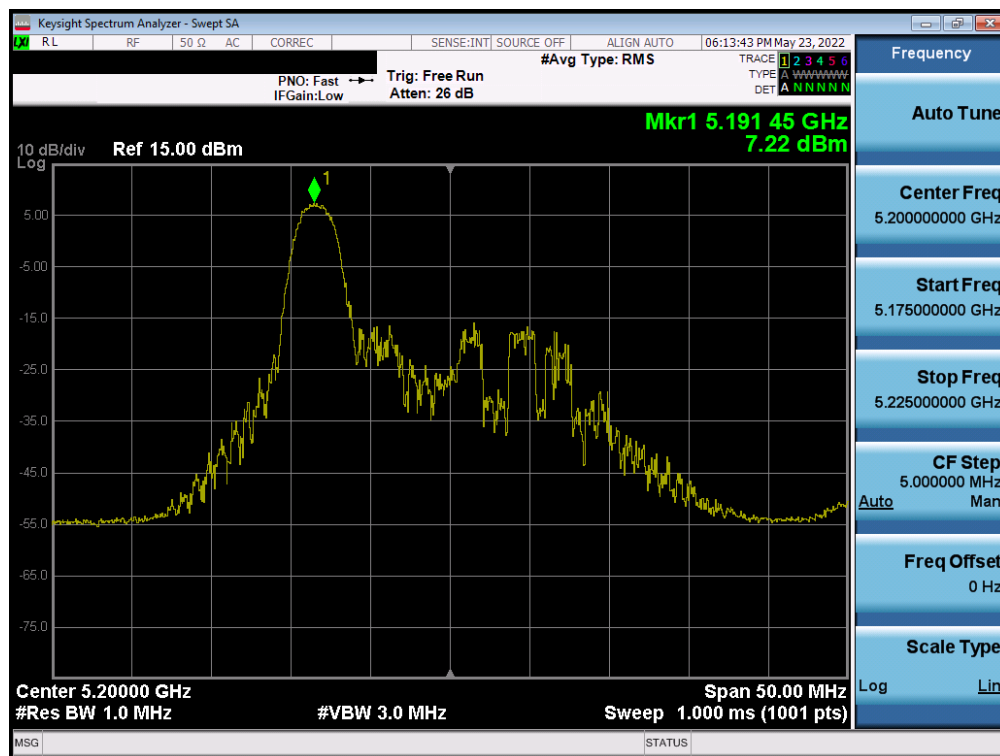 Keysight Spectrum Analyzer - Swept SA
LXI RL RF 50 Ω AC CORREC SENSE:INT SOURCE OFF ALIGN AUTO 06:13:43 PM May 23, 2022
Frequency
PNO: Fast
IFGain:Low
Trig: Free Run
Atten: 26 dB
#Avg Type: RMS
TRACE 1 2 3 4 5 6
TYPE A WWWWW
DET A N N N N N
Mkr1 5.191 45 GHz
7.22 dBm
10 dB/div
Log
Ref 15.00 dBm
1
5.00
-5.00
-15.0
-25.0
-35.0
-45.0
-55.0
-65.0
-75.0
Center 5.20000 GHz
Span 50.00 MHz
#Res BW 1.0 MHz
#VBW 3.0 MHz
Sweep 1.000 ms (1001 pts)
MSG
STATUS
Auto Tune
Center Freq
5.200000000 GHz
Start Freq
5.175000000 GHz
Stop Freq
5.225000000 GHz
CF Step
5.000000 MHz
Auto Man
Freq Offset
0 Hz
Scale Type
Log Lin